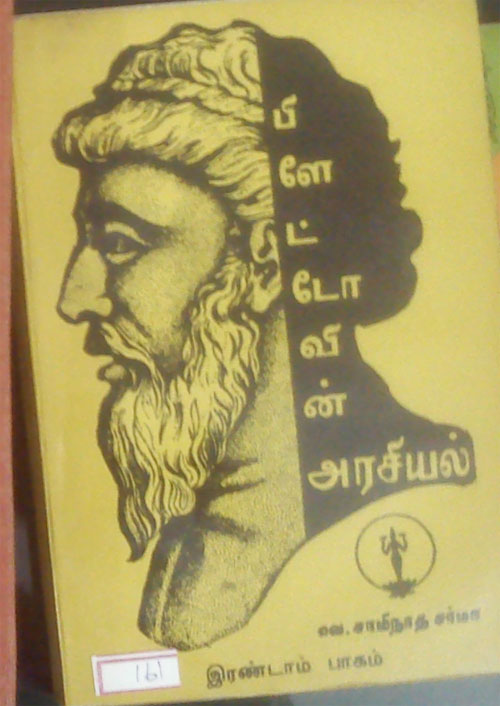 பிளேட்டோவின்
அரசியல்
வெ. சாமிநாத சர்மா
இரண்டாம் பாகம்
161